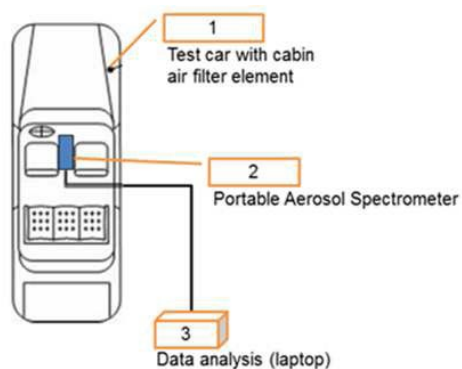 1
Test car with cabin
air filter element
2
Portable Aerosol Spectrometer
3
Data analysis (laptop)